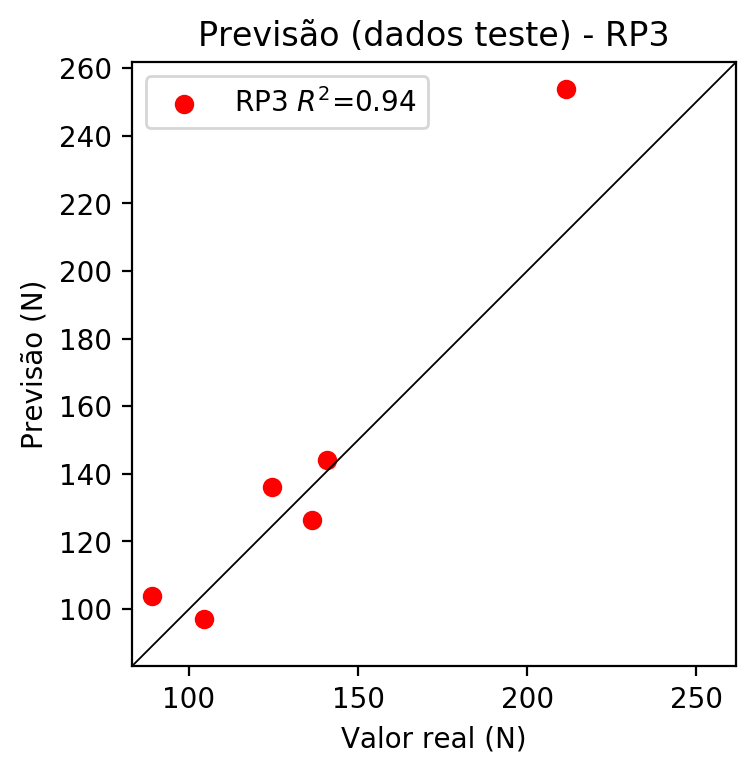 Previsão (dados teste) - RP3
RP3 R²=0.94
Previsão (N)
260
240
220
200
180
160
140
120
100
100 150 200 250
Valor real (N)